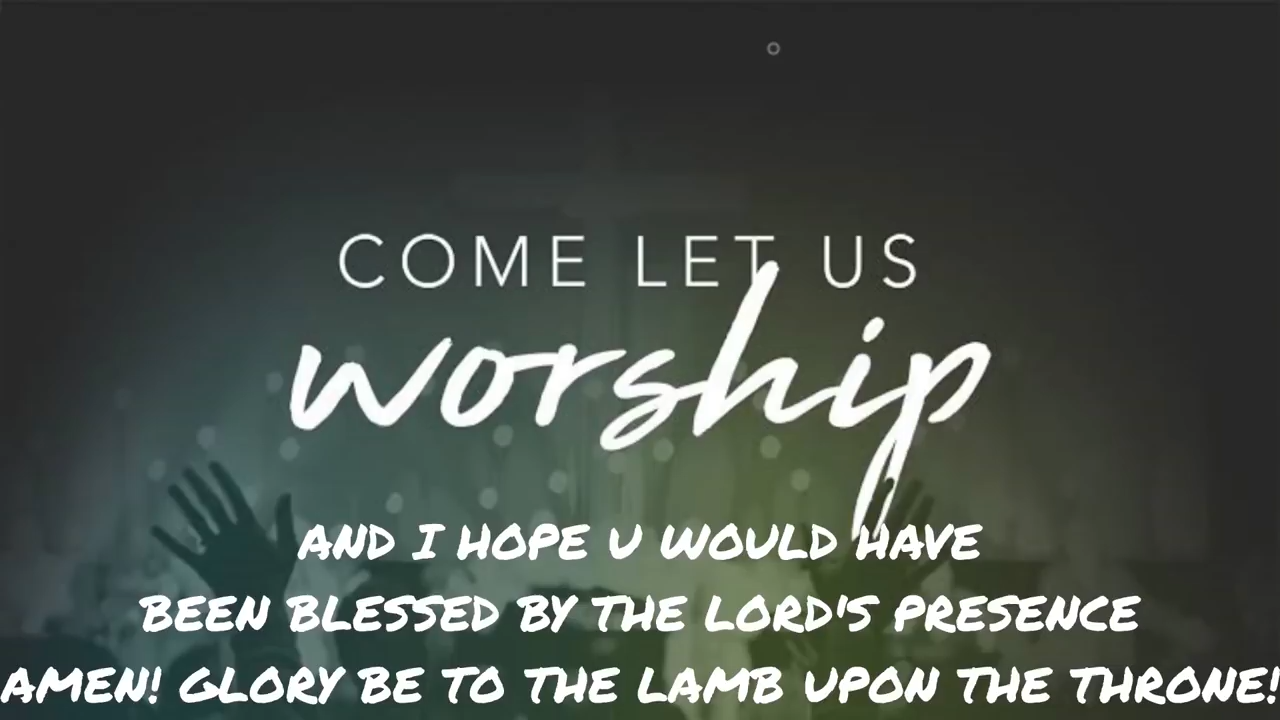 COME LET US
worship
AND I HOPE U WOULD HAVE
BEEN BLESSED BY THE LORD'S PRESENCE
AMEN! GLORY BE TO THE LAMB UPON THE THRONE!